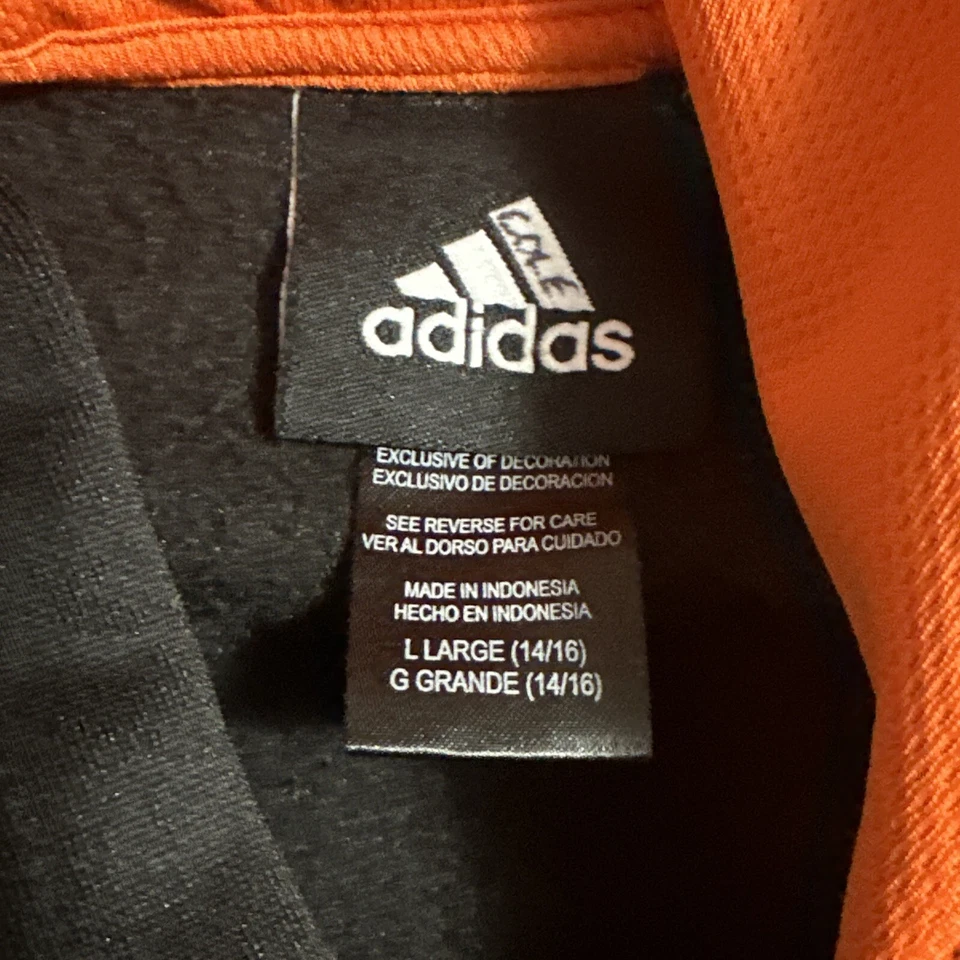 COLE
adidas
EXCLUSIVE OF DECORATION
EXCLUSIVO DE DECORACION
SEE REVERSE FOR CARE
VER AL DORSO PARA CUIDADO
MADE IN INDONESIA
HECHO EN INDONESIA
L LARGE (14/16)
G GRANDE (14/16)